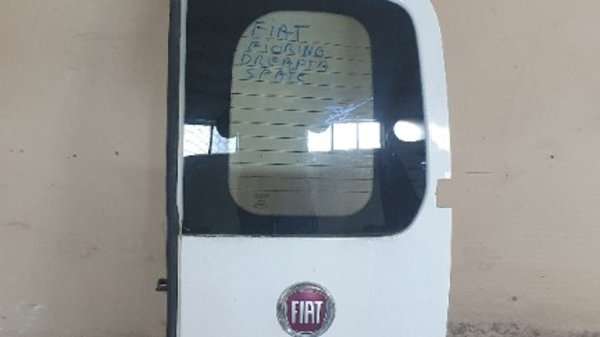 FIAT
FIORINO
DREAPTA
SPATE
FIAT